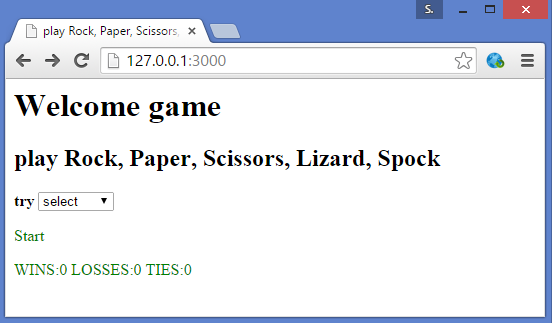 S.
play Rock, Paper, Scissors,
127.0.0.1:3000
Welcome game
play Rock, Paper, Scissors, Lizard, Spock
try select
Start
WINS:0 LOSSES:0 TIES:0